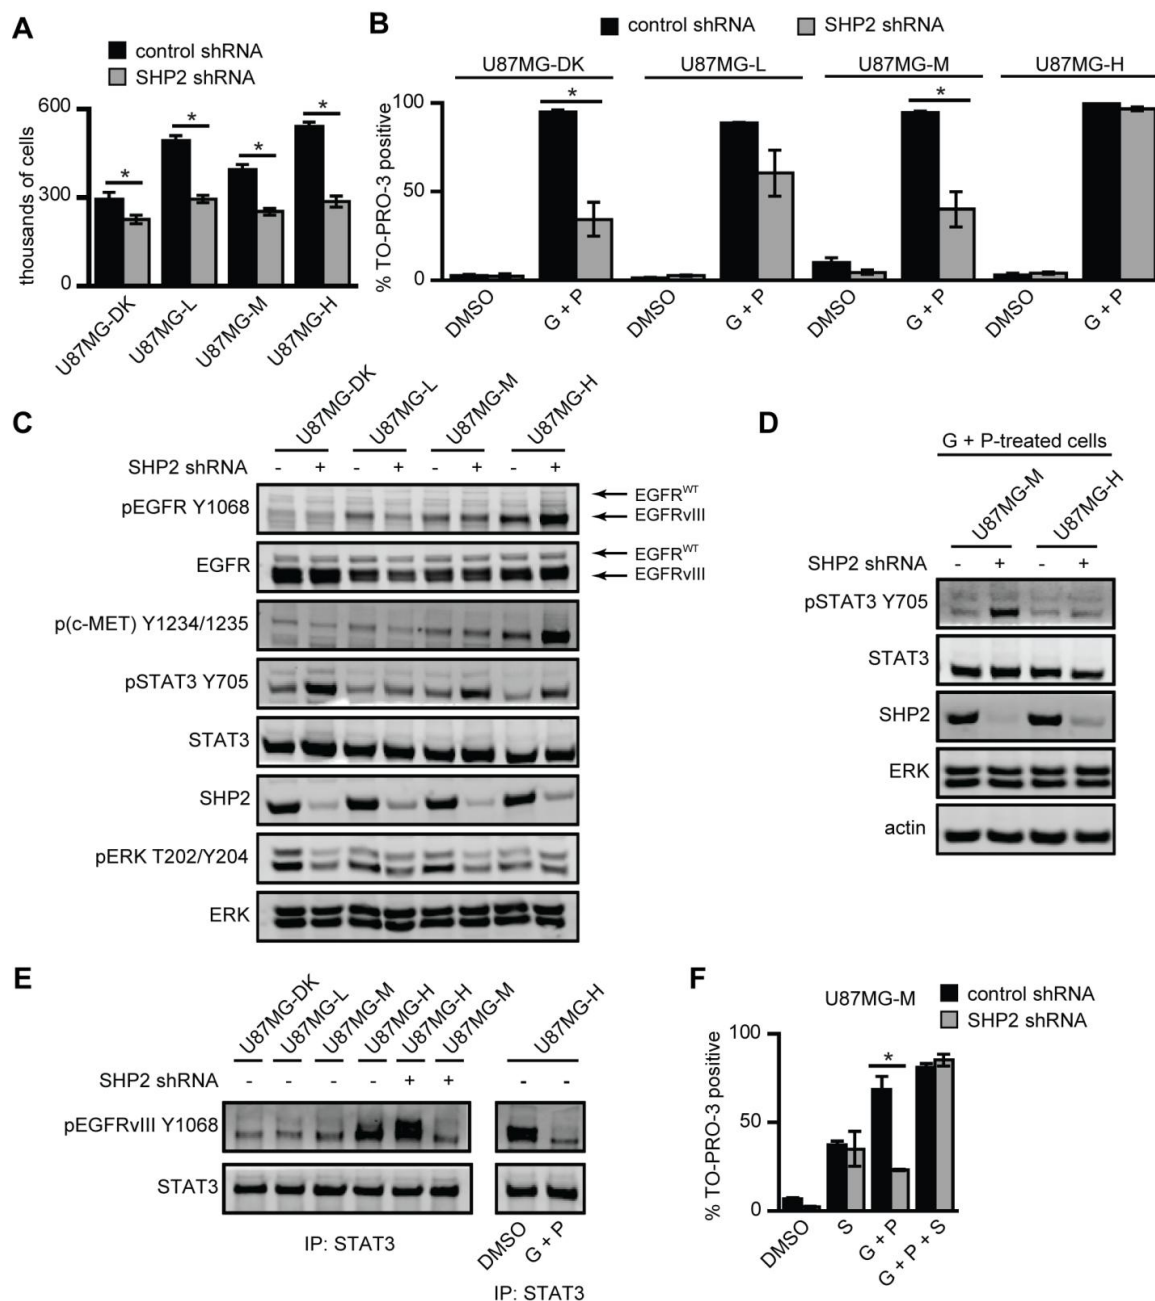 A
control shRNA
SHP2 shRNA
thousands of cells
600
300
0
U87MG-DK
U87MG-L
U87MG-M
U87MG-H
*
*
*
*
B
control shRNA SHP2 shRNA
U87MG-DK U87MG-L U87MG-M U87MG-H
% TO-PRO-3 positive
100
50
0
*
*
DMSO G + P DMSO G + P DMSO G + P DMSO G + P
C
U87MG-DK U87MG-L U87MG-M U87MG-H
SHP2 shRNA - + - + - + - +
pEGFR Y1068
EGFRWT
EGFRvIII
EGFR
EGFRWT
EGFRvIII
p(c-MET) Y1234/1235
pSTAT3 Y705
STAT3
SHP2
pERK T202/Y204
ERK
D
G + P-treated cells
U87MG-M U87MG-H
SHP2 shRNA - + - +
pSTAT3 Y705
STAT3
SHP2
ERK
actin
E
U87MG-DK U87MG-L U87MG-M U87MG-H U87MG-H U87MG-M U87MG-H
SHP2 shRNA - - - - + + - -
pEGFRvIII Y1068
STAT3
IP: STAT3
DMSO G + P
IP: STAT3
F
U87MG-M
control shRNA
SHP2 shRNA
% TO-PRO-3 positive
100
50
0
*
DMSO S G + P G + P + S